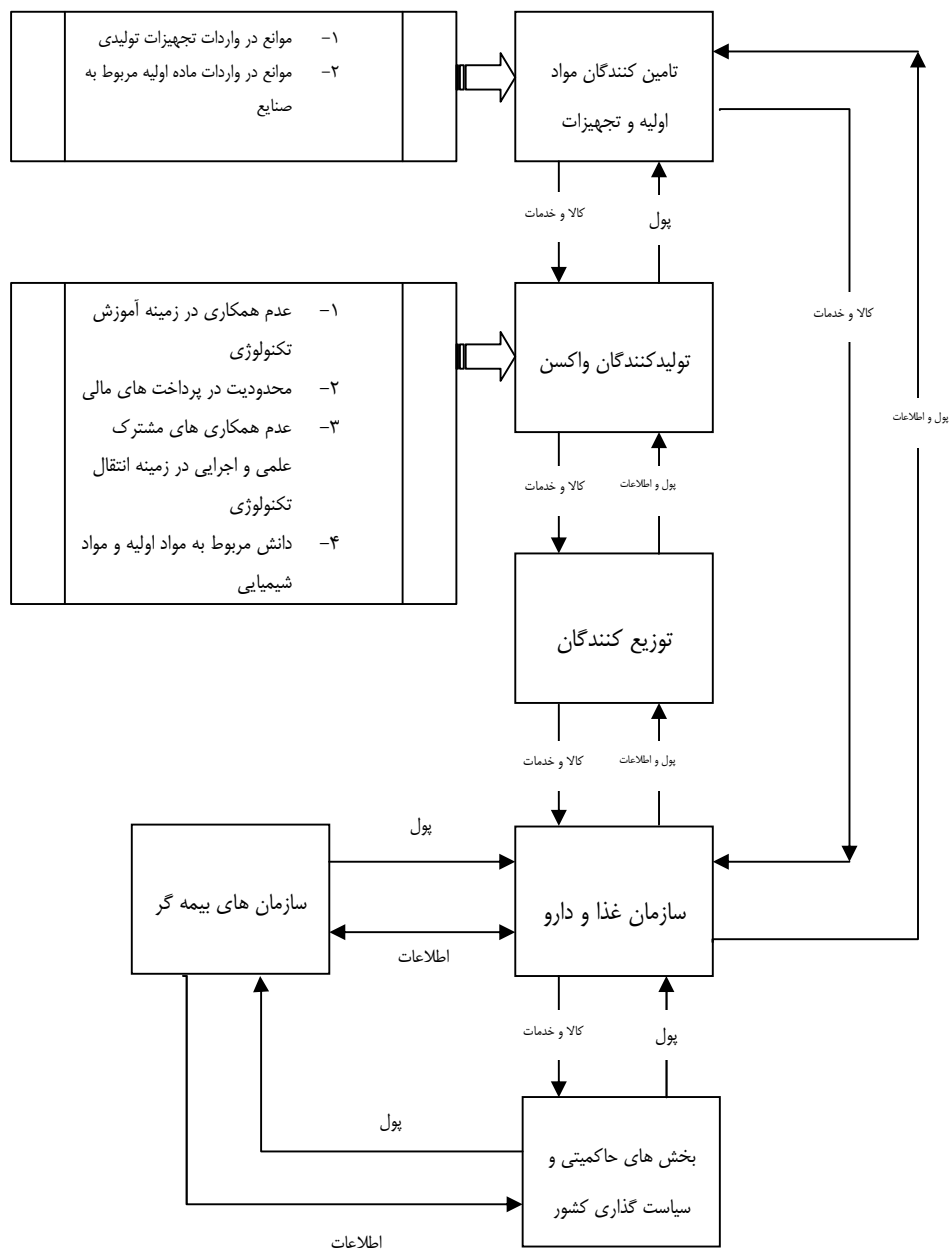 ۱- موانع در واردات تجهیزات تولیدی
۲- موانع در واردات ماده اولیه مربوط به
صنایع
تامین کنندگان مواد
اولیه و تجهیزات
کالا و خدمات
پول
کالا و خدمات
پول و اطلاعات
۱- عدم همکاری در زمینه آموزش
تکنولوژی
۲- محدودیت در پرداخت های مالی
۳- عدم همکاری های مشترک
علمی و اجرایی در زمینه انتقال
تکنولوژی
۴- دانش مربوط به مواد اولیه و مواد
شیمیایی
تولیدکنندگان واکسن
کالا و خدمات
پول و اطلاعات
توزیع کنندگان
کالا و خدمات
پول و اطلاعات
سازمان غذا و دارو
پول
اطلاعات
سازمان های بیمه گر
کالا و خدمات
پول
بخش های حاکمیتی و
سیاست گذاری کشور
پول
اطلاعات